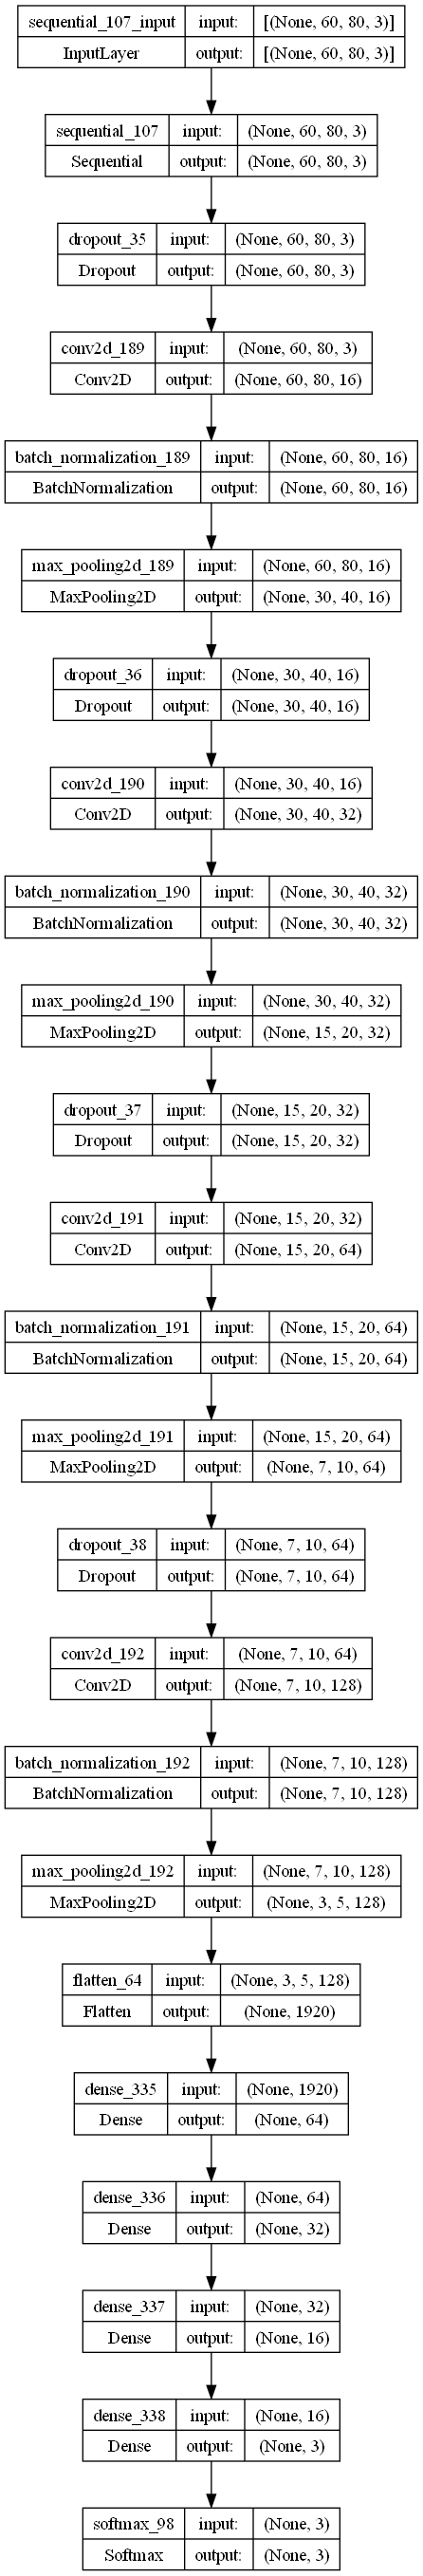 sequential_107_input input: [(None, 60, 80, 3)]
InputLayer output: [(None, 60, 80, 3)]
sequential_107 input: (None, 60, 80, 3)
Sequential output: (None, 60, 80, 3)
dropout_35 input: (None, 60, 80, 3)
Dropout output: (None, 60, 80, 3)
conv2d_189 input: (None, 60, 80, 3)
Conv2D output: (None, 60, 80, 16)
batch_normalization_189 input: (None, 60, 80, 16)
BatchNormalization output: (None, 60, 80, 16)
max_pooling2d_189 input: (None, 60, 80, 16)
MaxPooling2D output: (None, 30, 40, 16)
dropout_36 input: (None, 30, 40, 16)
Dropout output: (None, 30, 40, 16)
conv2d_190 input: (None, 30, 40, 16)
Conv2D output: (None, 30, 40, 32)
batch_normalization_190 input: (None, 30, 40, 32)
BatchNormalization output: (None, 30, 40, 32)
max_pooling2d_190 input: (None, 30, 40, 32)
MaxPooling2D output: (None, 15, 20, 32)
dropout_37 input: (None, 15, 20, 32)
Dropout output: (None, 15, 20, 32)
conv2d_191 input: (None, 15, 20, 32)
Conv2D output: (None, 15, 20, 64)
batch_normalization_191 input: (None, 15, 20, 64)
BatchNormalization output: (None, 15, 20, 64)
max_pooling2d_191 input: (None, 15, 20, 64)
MaxPooling2D output: (None, 7, 10, 64)
dropout_38 input: (None, 7, 10, 64)
Dropout output: (None, 7, 10, 64)
conv2d_192 input: (None, 7, 10, 64)
Conv2D output: (None, 7, 10, 128)
batch_normalization_192 input: (None, 7, 10, 128)
BatchNormalization output: (None, 7, 10, 128)
max_pooling2d_192 input: (None, 7, 10, 128)
MaxPooling2D output: (None, 3, 5, 128)
flatten_64 input: (None, 3, 5, 128)
Flatten output: (None, 1920)
dense_335 input: (None, 1920)
Dense output: (None, 64)
dense_336 input: (None, 64)
Dense output: (None, 32)
dense_337 input: (None, 32)
Dense output: (None, 16)
dense_338 input: (None, 16)
Dense output: (None, 3)
softmax_98 input: (None, 3)
Softmax output: (None, 3)